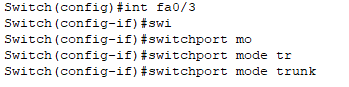 Switch(config)#int fa0/3
Switch(config-if)#swi
Switch(config-if)#switchport mo
Switch(config-if)#switchport mode tr
Switch(config-if)#switchport mode trunk